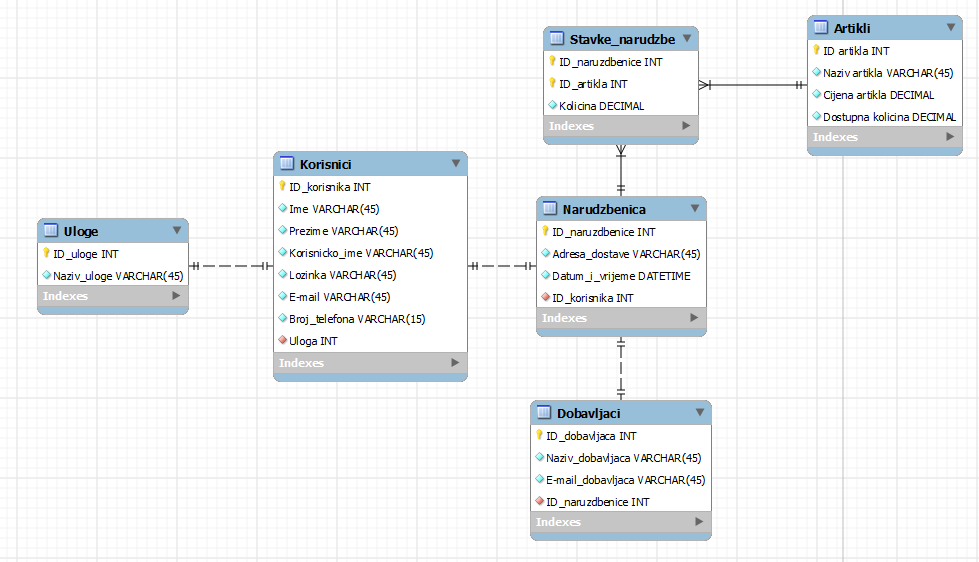 Stavke_narudzbe
ID_naruzdbenice INT
ID_artikla INT
Kolicina DECIMAL
Indexes
Artikli
ID artikla INT
Naziv artikla VARCHAR(45)
Cijena artikla DECIMAL
Dostupna kolicina DECIMAL
Indexes
Korisnici
ID_korisnika INT
Ime VARCHAR(45)
Prezime VARCHAR(45)
Korisnicko_ime VARCHAR(45)
Lozinka VARCHAR(45)
E-mail VARCHAR(45)
Broj_telefona VARCHAR(15)
Uloga INT
Indexes
Uloge
ID_uloge INT
Naziv_uloge VARCHAR(45)
Indexes
Narudzbenica
ID_naruzdbenice INT
Adresa_dostave VARCHAR(45)
Datum_i_vrijeme DATETIME
ID_korisnika INT
Indexes
Dobavljaci
ID_dobavljaca INT
Naziv_dobavljaca VARCHAR(45)
E-mail_dobavljaca VARCHAR(45)
ID_naruzdbenice INT
Indexes